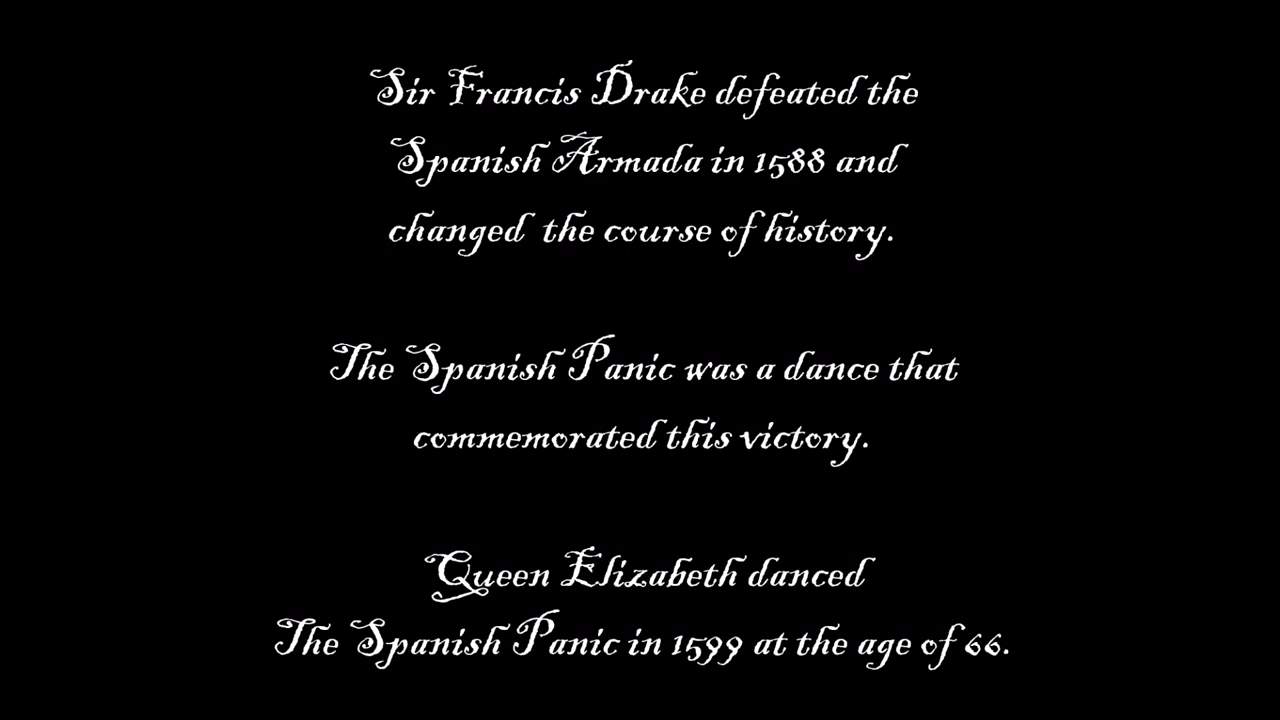 Sir Francis Drake defeated the
Spanish Armada in 1588 and
changed the course of history.
The Spanish Panic was a dance that
commemorated this victory.
Queen Elizabeth danced
The Spanish Panic in 1599 at the age of 66.